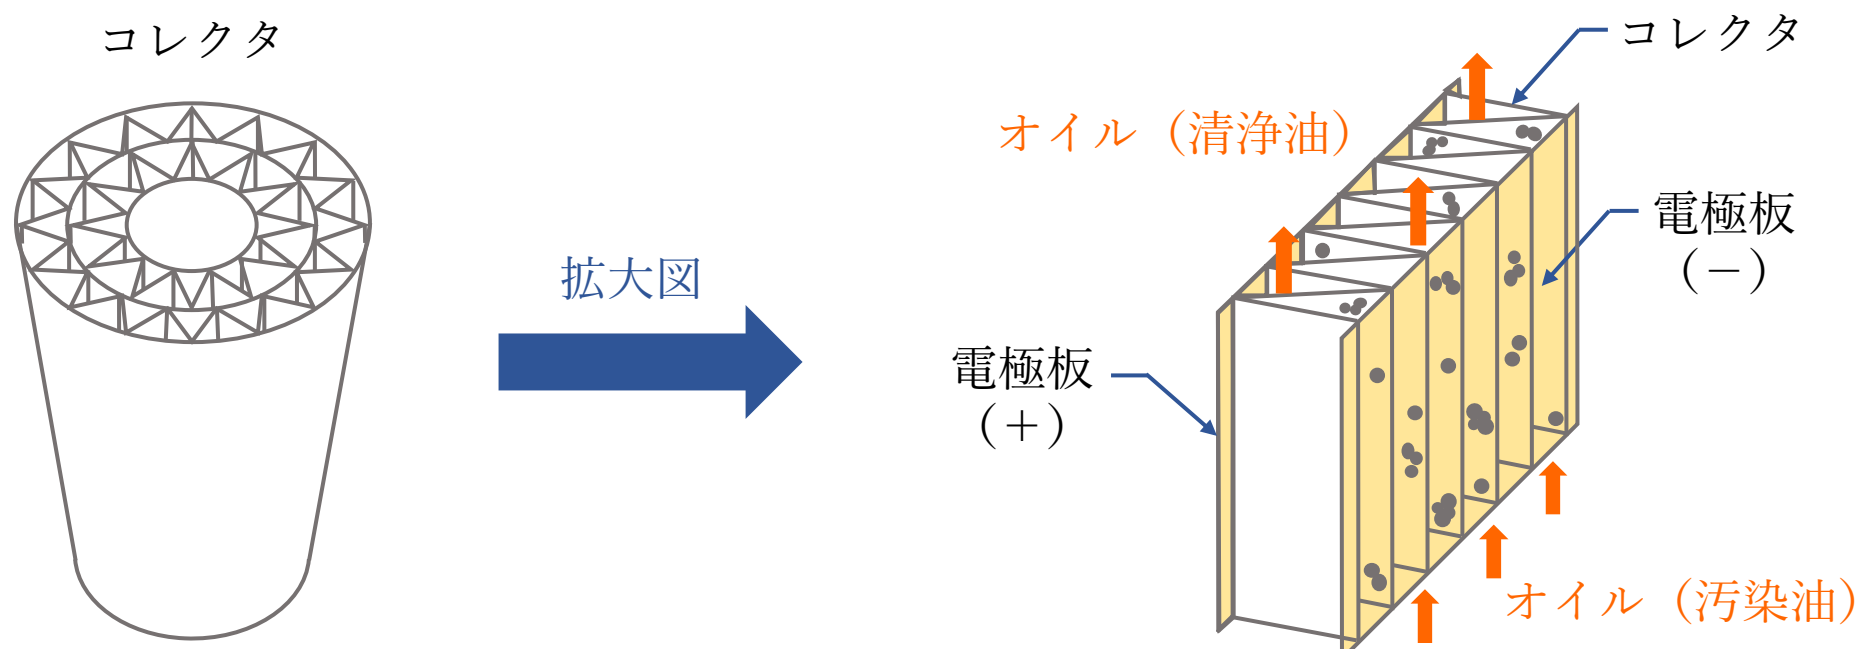 コレクタ
コレクタ
オイル（清浄油）
電極板
（－）
拡大図
電極板
（＋）
オイル（汚染油）